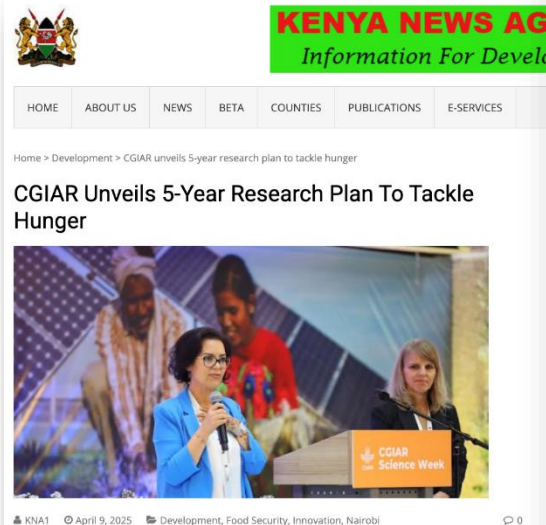 KENYA NEWS AG
Information For Develo
HOME ABOUT US NEWS BETA COUNTIES PUBLICATIONS E-SERVICES
Home > Development > CGIAR unveils 5-year research plan to tackle hunger
CGIAR Unveils 5-Year Research Plan To Tackle
Hunger
CGIAR
Science Week
KNA1 April 9, 2025 Development, Food Security, Innovation, Nairobi 0